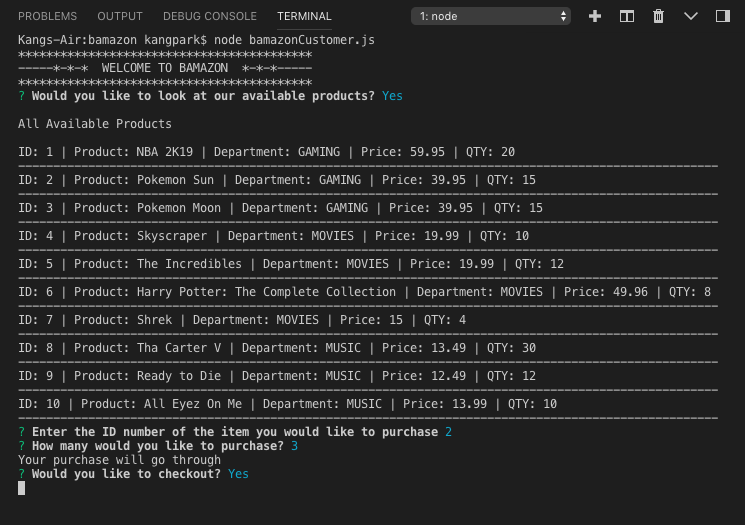 PROBLEMS OUTPUT DEBUG CONSOLE TERMINAL 1: node
Kangs-Air:bamazon kangpark$ node bamazonCustomer.js
******************************************
-----*-*-* WELCOME TO BAMAZON *-*-*-----
******************************************
? Would you like to look at our available products? Yes
All Available Products
ID: 1 | Product: NBA 2K19 | Department: GAMING | Price: 59.95 | QTY: 20
ID: 2 | Product: Pokemon Sun | Department: GAMING | Price: 39.95 | QTY: 15
ID: 3 | Product: Pokemon Moon | Department: GAMING | Price: 39.95 | QTY: 15
ID: 4 | Product: Skyscraper | Department: MOVIES | Price: 19.99 | QTY: 10
ID: 5 | Product: The Incredibles | Department: MOVIES | Price: 19.99 | QTY: 12
ID: 6 | Product: Harry Potter: The Complete Collection | Department: MOVIES | Price: 49.96 | QTY: 8
ID: 7 | Product: Shrek | Department: MOVIES | Price: 15 | QTY: 4
ID: 8 | Product: Tha Carter V | Department: MUSIC | Price: 13.49 | QTY: 30
ID: 9 | Product: Ready to Die | Department: MUSIC | Price: 12.49 | QTY: 12
ID: 10 | Product: All Eyez On Me | Department: MUSIC | Price: 13.99 | QTY: 10
? Enter the ID number of the item you would like to purchase 2
? How many would you like to purchase? 3
Your purchase will go through
? Would you like to checkout? Yes